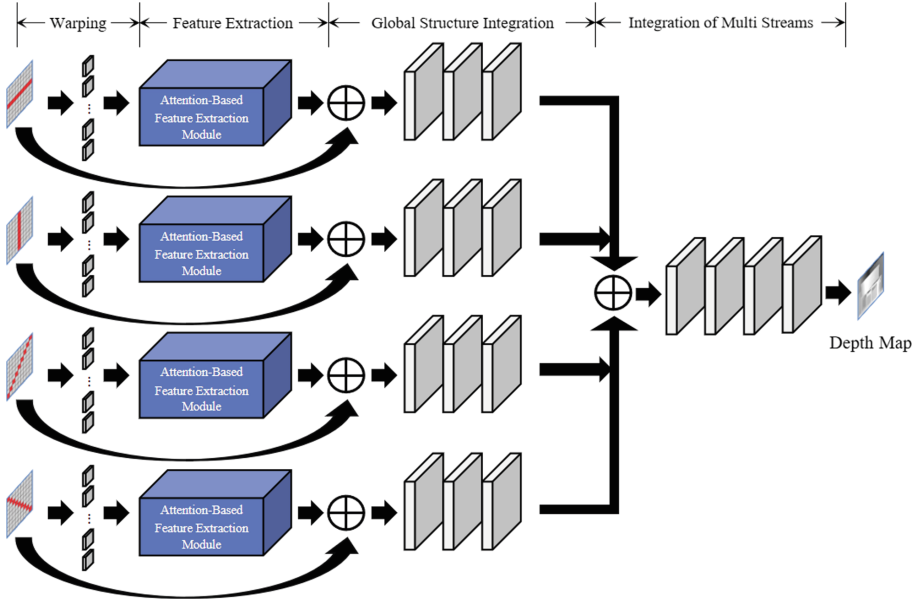 Warping
Feature Extraction
Global Structure Integration
Integration of Multi Streams
Attention-Based
Feature Extraction
Module
Attention-Based
Feature Extraction
Module
Attention-Based
Feature Extraction
Module
Attention-Based
Feature Extraction
Module
Depth Map